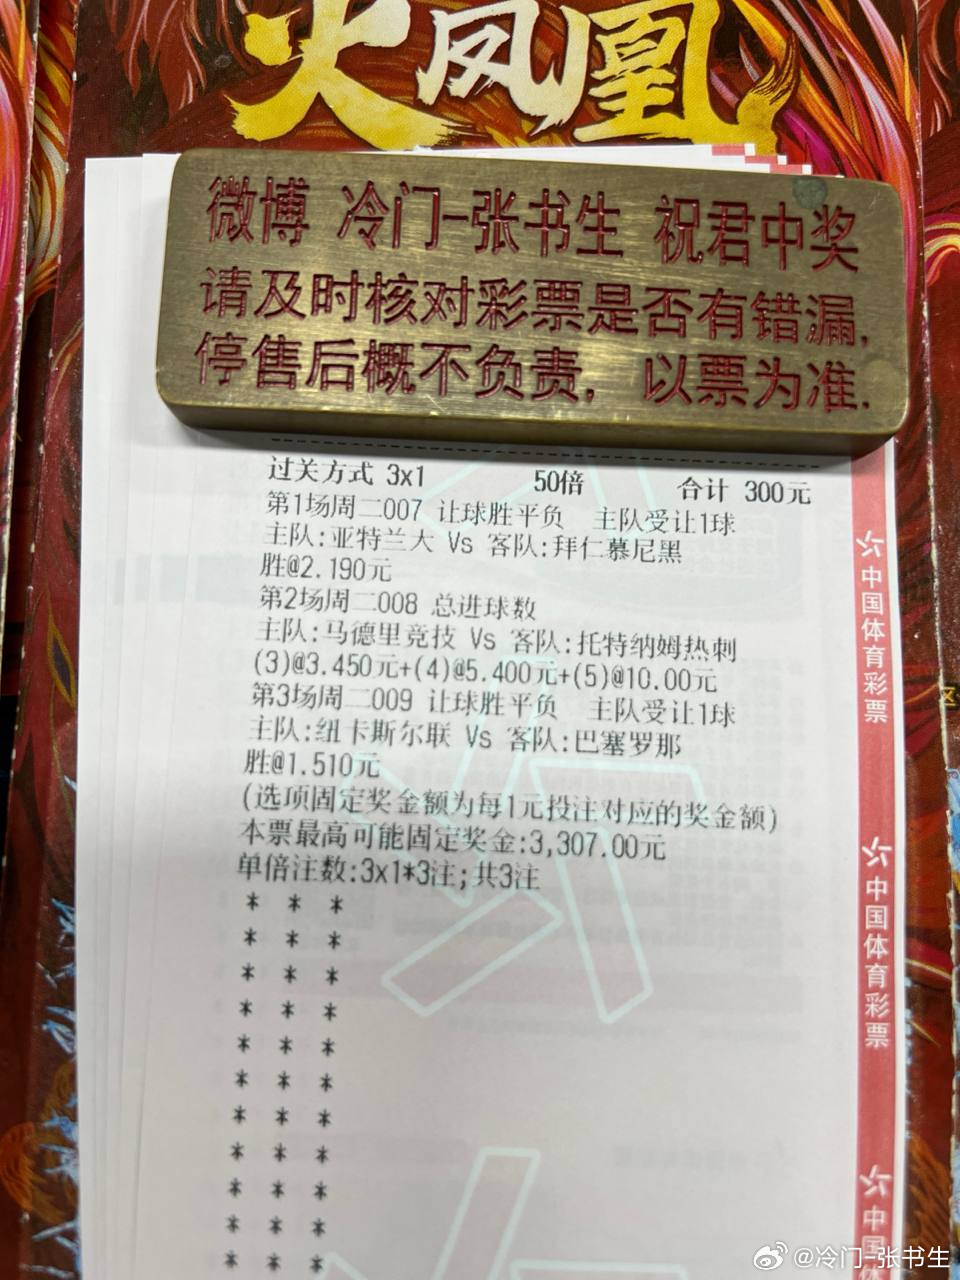 火凤凰
微博 冷门-张书生 祝君中奖
请及时核对彩票是否有错漏,
停售后概不负责, 以票为准.
过关方式 3x1 50倍 合计 300元
第1场周二007 让球胜平负 主队受让1球
主队:亚特兰大 Vs 客队:拜仁慕尼黑
胜@2.190元
第2场周二008 总进球数
主队:马德里竞技 Vs 客队:托特纳姆热刺
(3)@3.450元+(4)@5.400元+(5)@10.00元
第3场周二009 让球胜平负 主队受让1球
主队:纽卡斯尔联 Vs 客队:巴塞罗那
胜@1.510元
(选项固定奖金额为每1元投注对应的奖金额)
本票最高可能固定奖金:3,307.00元
单倍注数:3x1*3注;共3注
* * *
* * *
* * *
* * *
* * *
* * *
* * *
* * *
* * *
* * *
* * *
中国体育彩票
中国体育彩票
中国
@冷门-张书生